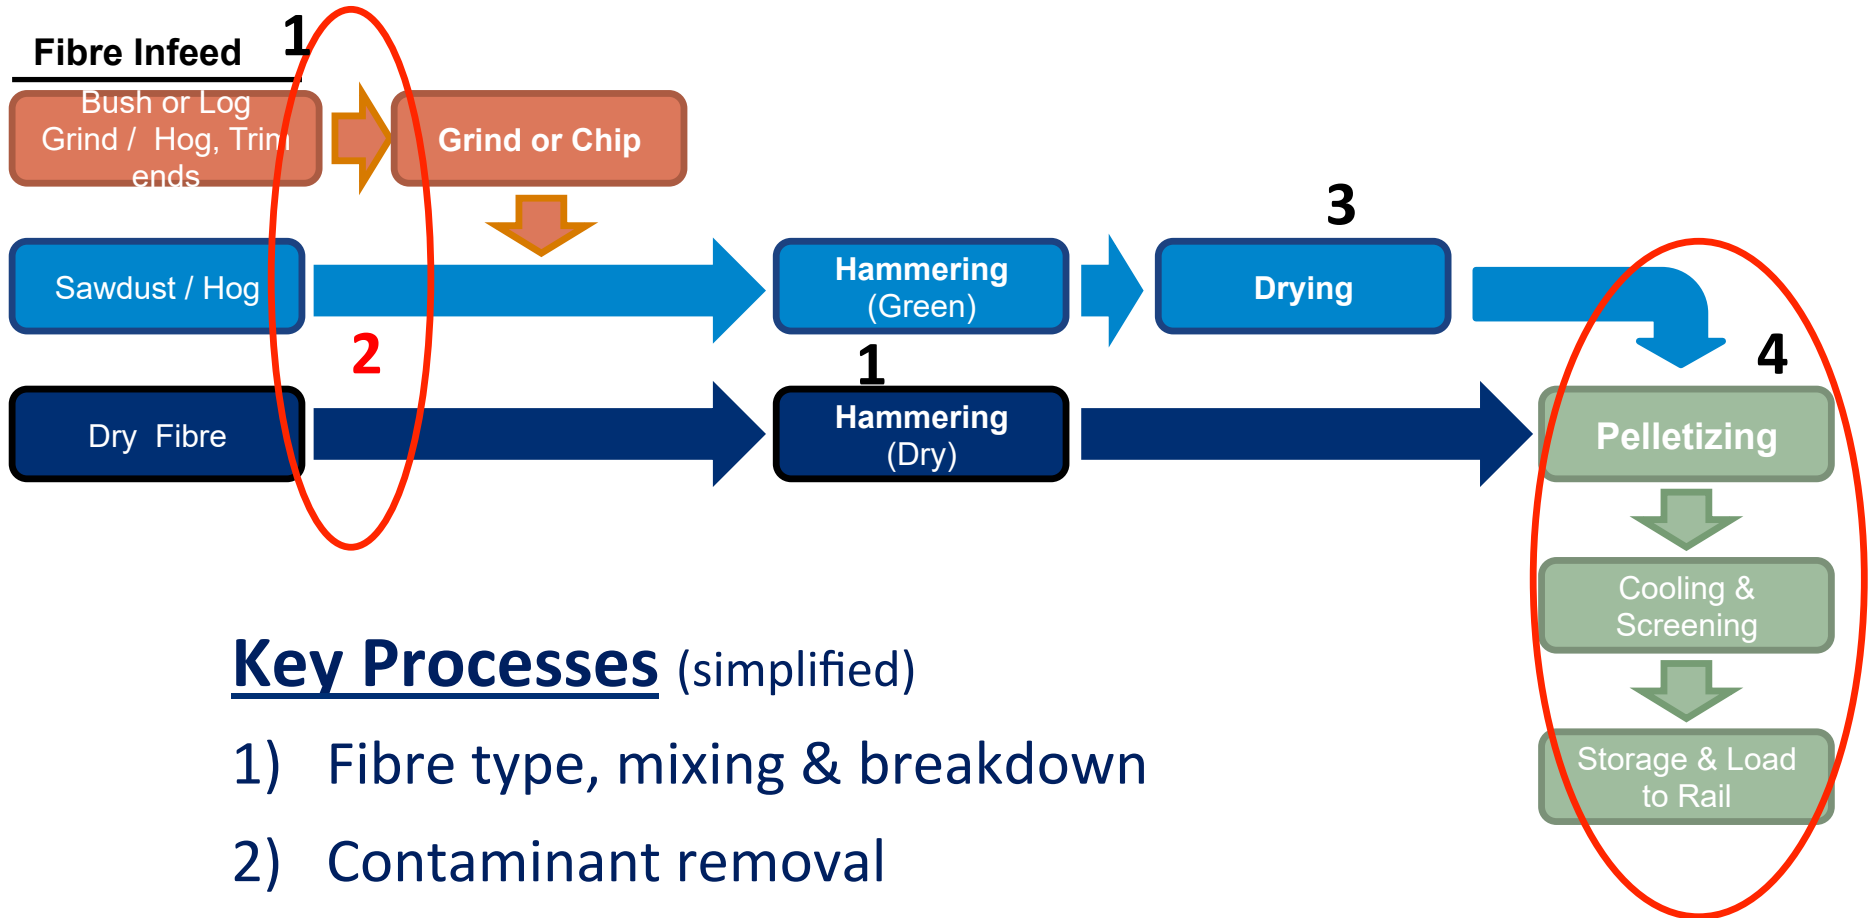 1
Fibre Infeed
Bush or Log
Grind / Hog, Trim
ends
Grind or Chip
3
Sawdust / Hog
Hammering
(Green)
Drying
2
1
4
Dry Fibre
Hammering
(Dry)
Pelletizing
Cooling &
Screening
Storage & Load
to Rail
Key Processes (simplified)
1) Fibre type, mixing & breakdown
2) Contaminant removal